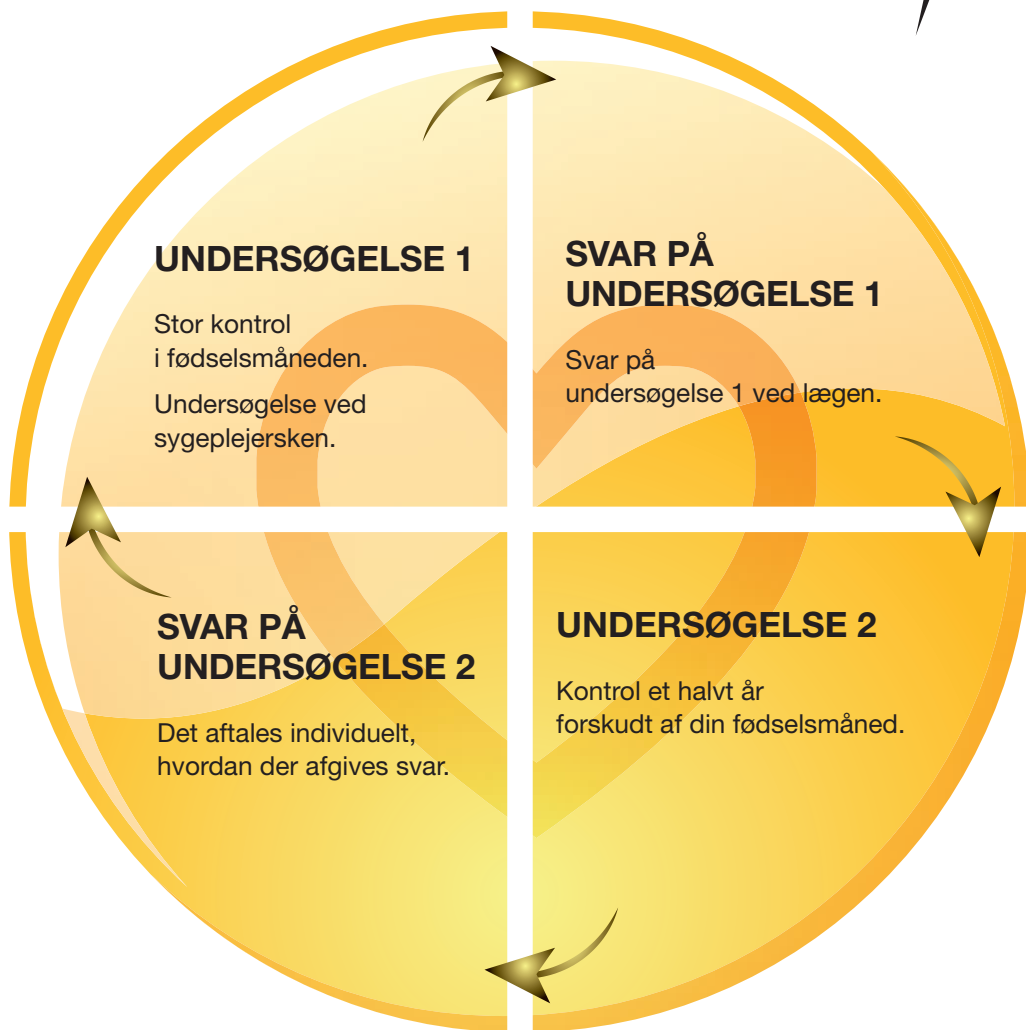 UNDERSØGELSE 1
Stor kontrol
i fødselsmåneden.
Undersøgelse ved
sygeplejersken.
SVAR PÅ
UNDERSØGELSE 1
Svar på
undersøgelse 1 ved lægen.
UNDERSØGELSE 2
Kontrol et halvt år
forskudt af din fødselsmåned.
SVAR PÅ
UNDERSØGELSE 2
Det aftales individuelt,
hvordan der afgives svar.